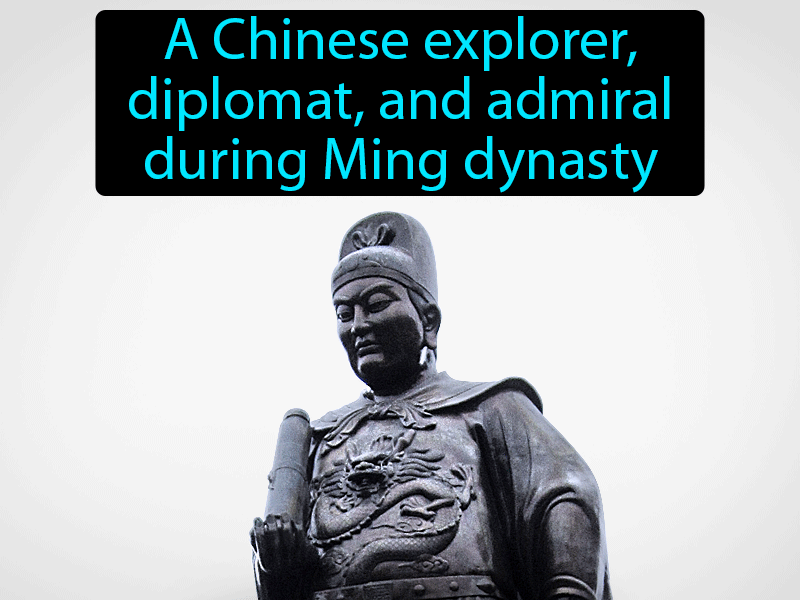 A Chinese explorer,
diplomat, and admiral
during Ming dynasty